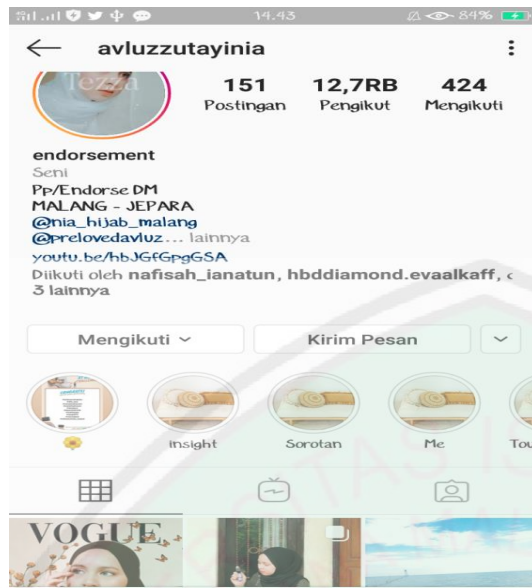 14.43
84%
avluzzutayinia
Tezza
151 12,7RB 424
Postingan Pengikut Mengikuti
endorsement
Seni
Pp/Endorse DM
MALANG - JEPARA
@nia_hijab_malang
@prelovedavluz... lainnya
youtu.be/hbJGfGpgGSA
Diikuti oleh nafisah_ianatun, hbddiamond.evaalkaff,
3 lainnya
Mengikuti Kirim Pesan
insight Sorotan Me Tou
VOGUE